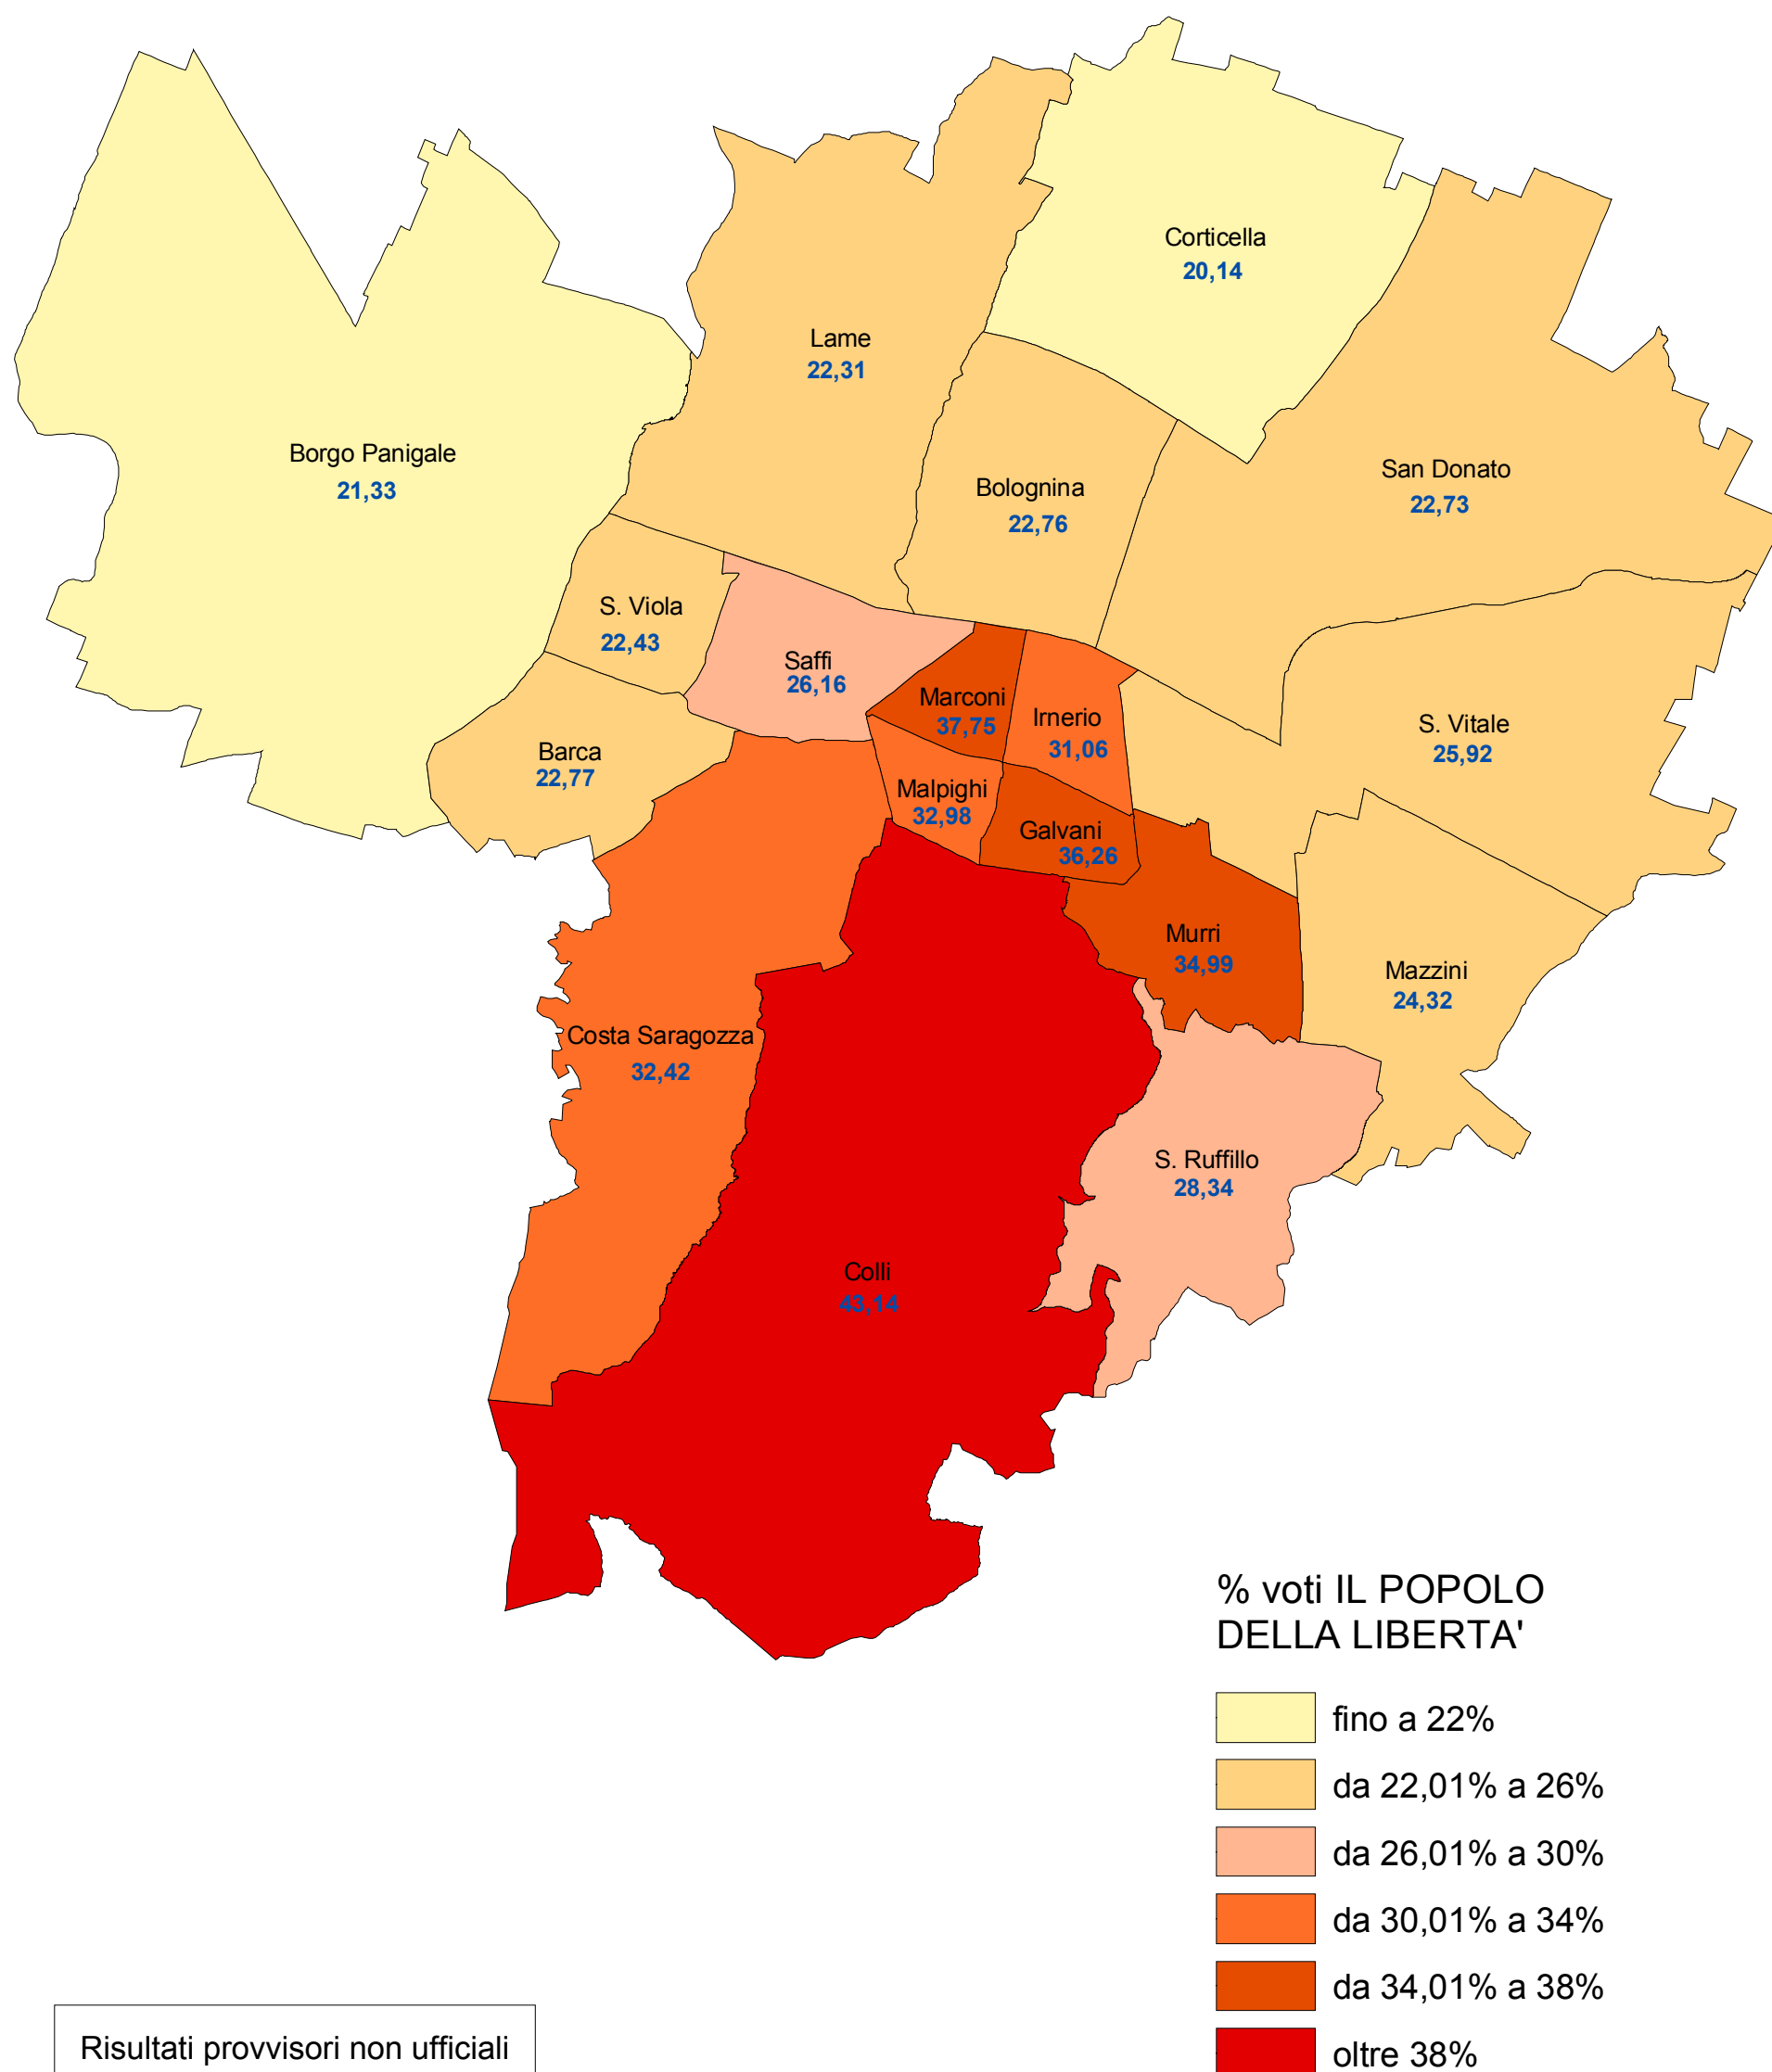 Corticella
20,14
Lame
22,31
Borgo Panigale
21,33
San Donato
22,73
Bolognina
22,76
S. Viola
22,43
Saffi
26,16
Marconi
37,75
Irnerio
31,06
S. Vitale
25,92
Barca
22,77
Malpighi
32,98
Galvani
36,26
Murri
34,99
Mazzini
24,32
Costa Saragozza
32,42
S. Ruffillo
28,34
Colli
43,14
% voti IL POPOLO
DELLA LIBERTA'
fino a 22%
da 22,01% a 26%
da 26,01% a 30%
da 30,01% a 34%
da 34,01% a 38%
oltre 38%
Risultati provvisori non ufficiali